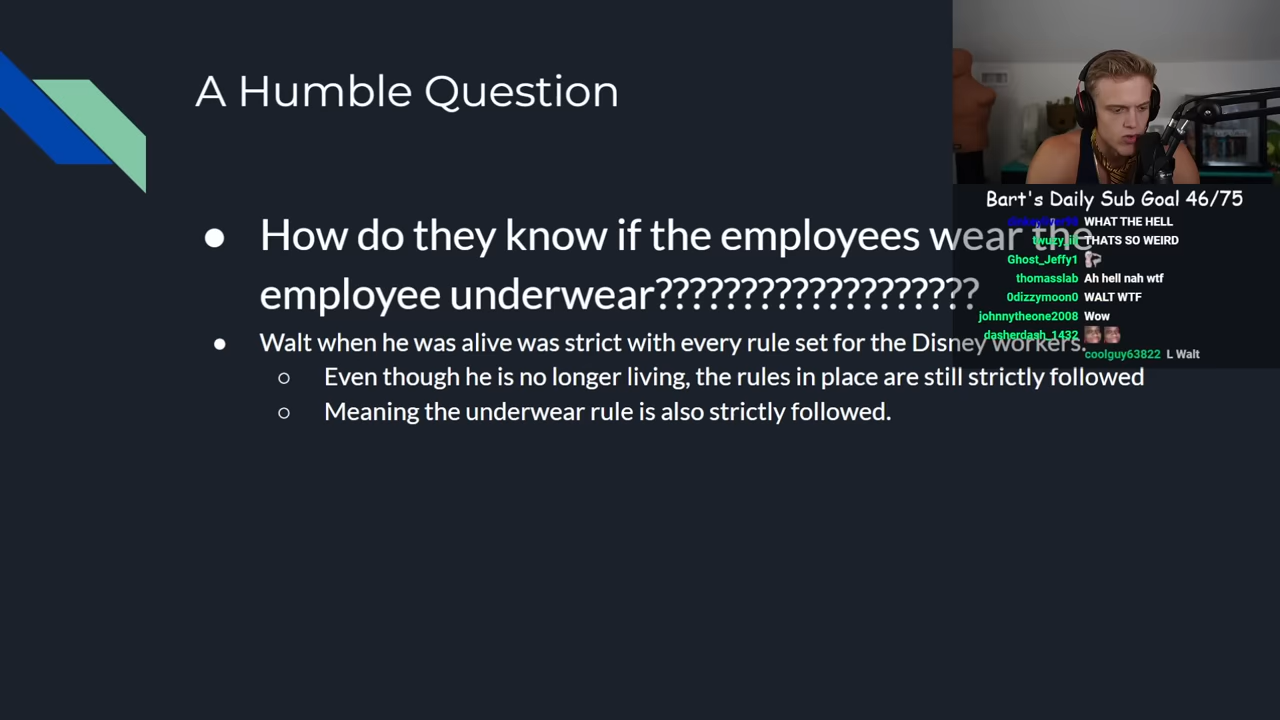 A Humble Question
● How do they know if the employees wear the
employee underwear???????????????????
● Walt when he was alive was strict with every rule set for the Disney workers.
○ Even though he is no longer living, the rules in place are still strictly followed
○ Meaning the underwear rule is also strictly followed.
Bart's Daily Sub Goal 46/75
WHAT THE HELL
THATS SO WEIRD
Ghost_Jeffy1
thomasslab Ah hell nah wtf
0dizzymoon0 WALT WTF
johnnytheone2008 Wow
dasherdash_1432
coolguy63822 L Walt